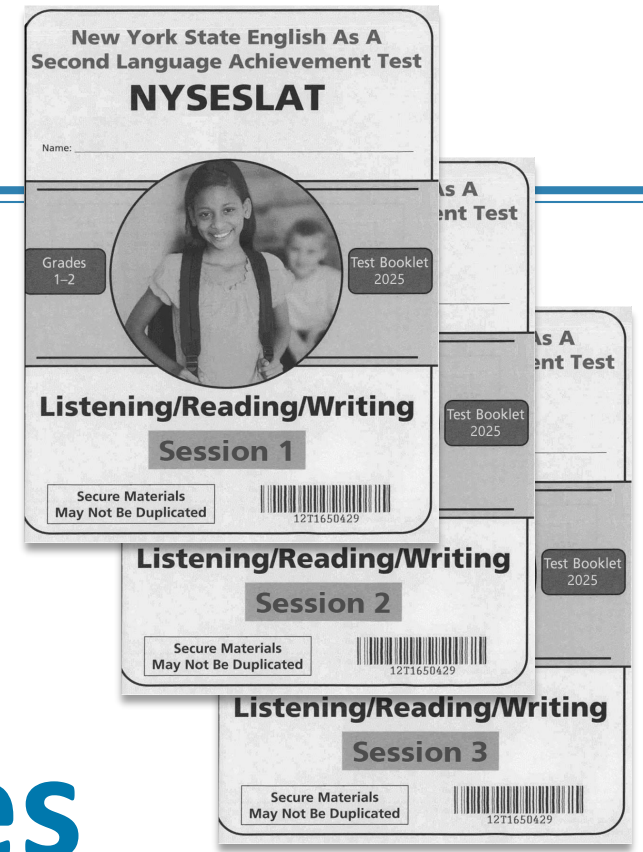 New York State English As A
Second Language Achievement Test
NYSESLAT
Name:
Grades
1–2
Test Booklet
2025
Listening/Reading/Writing
Session 1
Secure Materials
May Not Be Duplicated
12T1650429
As A
ent Test
Test Booklet
2025
Listening/Reading/Writing
Session 2
Secure Materials
May Not Be Duplicated
12T1650429
As A
ent Test
Test Booklet
2025
Listening/Reading/Writing
Session 3
Secure Materials
May Not Be Duplicated
12T1650429
es